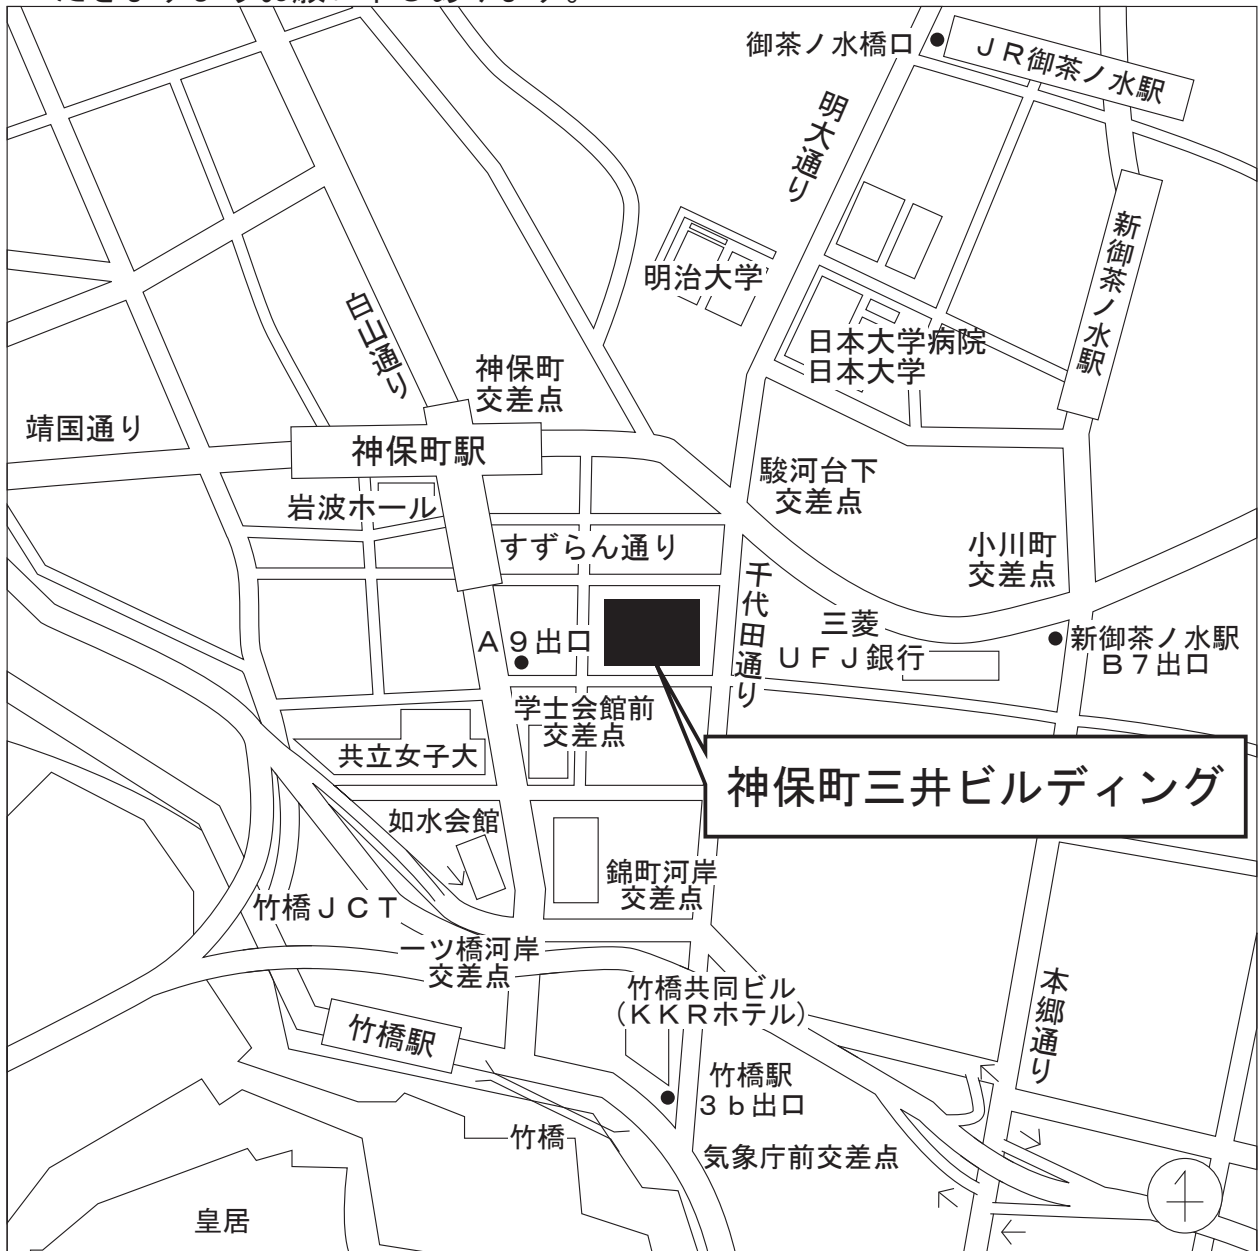 御茶ノ水橋口
ＪＲ御茶ノ水駅
明大通り
新御茶ノ水駅
明治大学
白山通り
日本大学病院
日本大学
神保町
交差点
靖国通り
神保町駅
駿河台下
交差点
岩波ホール
すずらん通り
小川町
交差点
千代田通り
三菱
ＵＦＪ銀行
Ａ９出口
新御茶ノ水駅
Ｂ７出口
学士会館前
交差点
共立女子大
神保町三井ビルディング
如水会館
錦町河岸
交差点
竹橋ＪＣＴ
一ツ橋河岸
交差点
竹橋共同ビル
（ＫＫＲホテル）
本郷通り
竹橋駅
竹橋駅
３ｂ出口
竹橋
気象庁前交差点
皇居